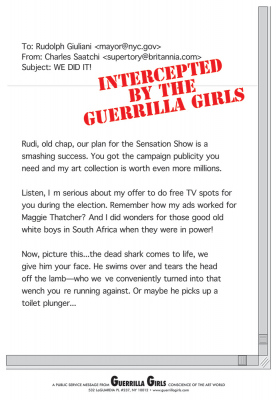 To: Rudolph Giuliani <mayor@nyc.gov>
From: Charles Saatchi <supertory@britannia.com>
Subject: WE DID IT!
INTERCEPTED
BY THE
GUERRILLA GIRLS
Rudi, old chap, our plan for the Sensation Show is a
smashing success. You got the campaign publicity you
need and my art collection is worth even more millions.
Listen, I m serious about my offer to do free TV spots for
you during the election. Remember how my ads worked for
Maggie Thatcher? And I did wonders for those good old
white boys in South Africa when they were in power!
Now, picture this...the dead shark comes to life, we
give him your face. He swims over and tears the head
off the lamb—who we ve conveniently turned into that
wench you re running against. Or maybe he picks up a
toilet plunger...
A PUBLIC SERVICE MESSAGE FROM GUERRILLA GIRLS CONSCIENCE OF THE ART WORLD
532 LaGUARDIA PL #237, NY 10012 • www.guerrillagirls.com